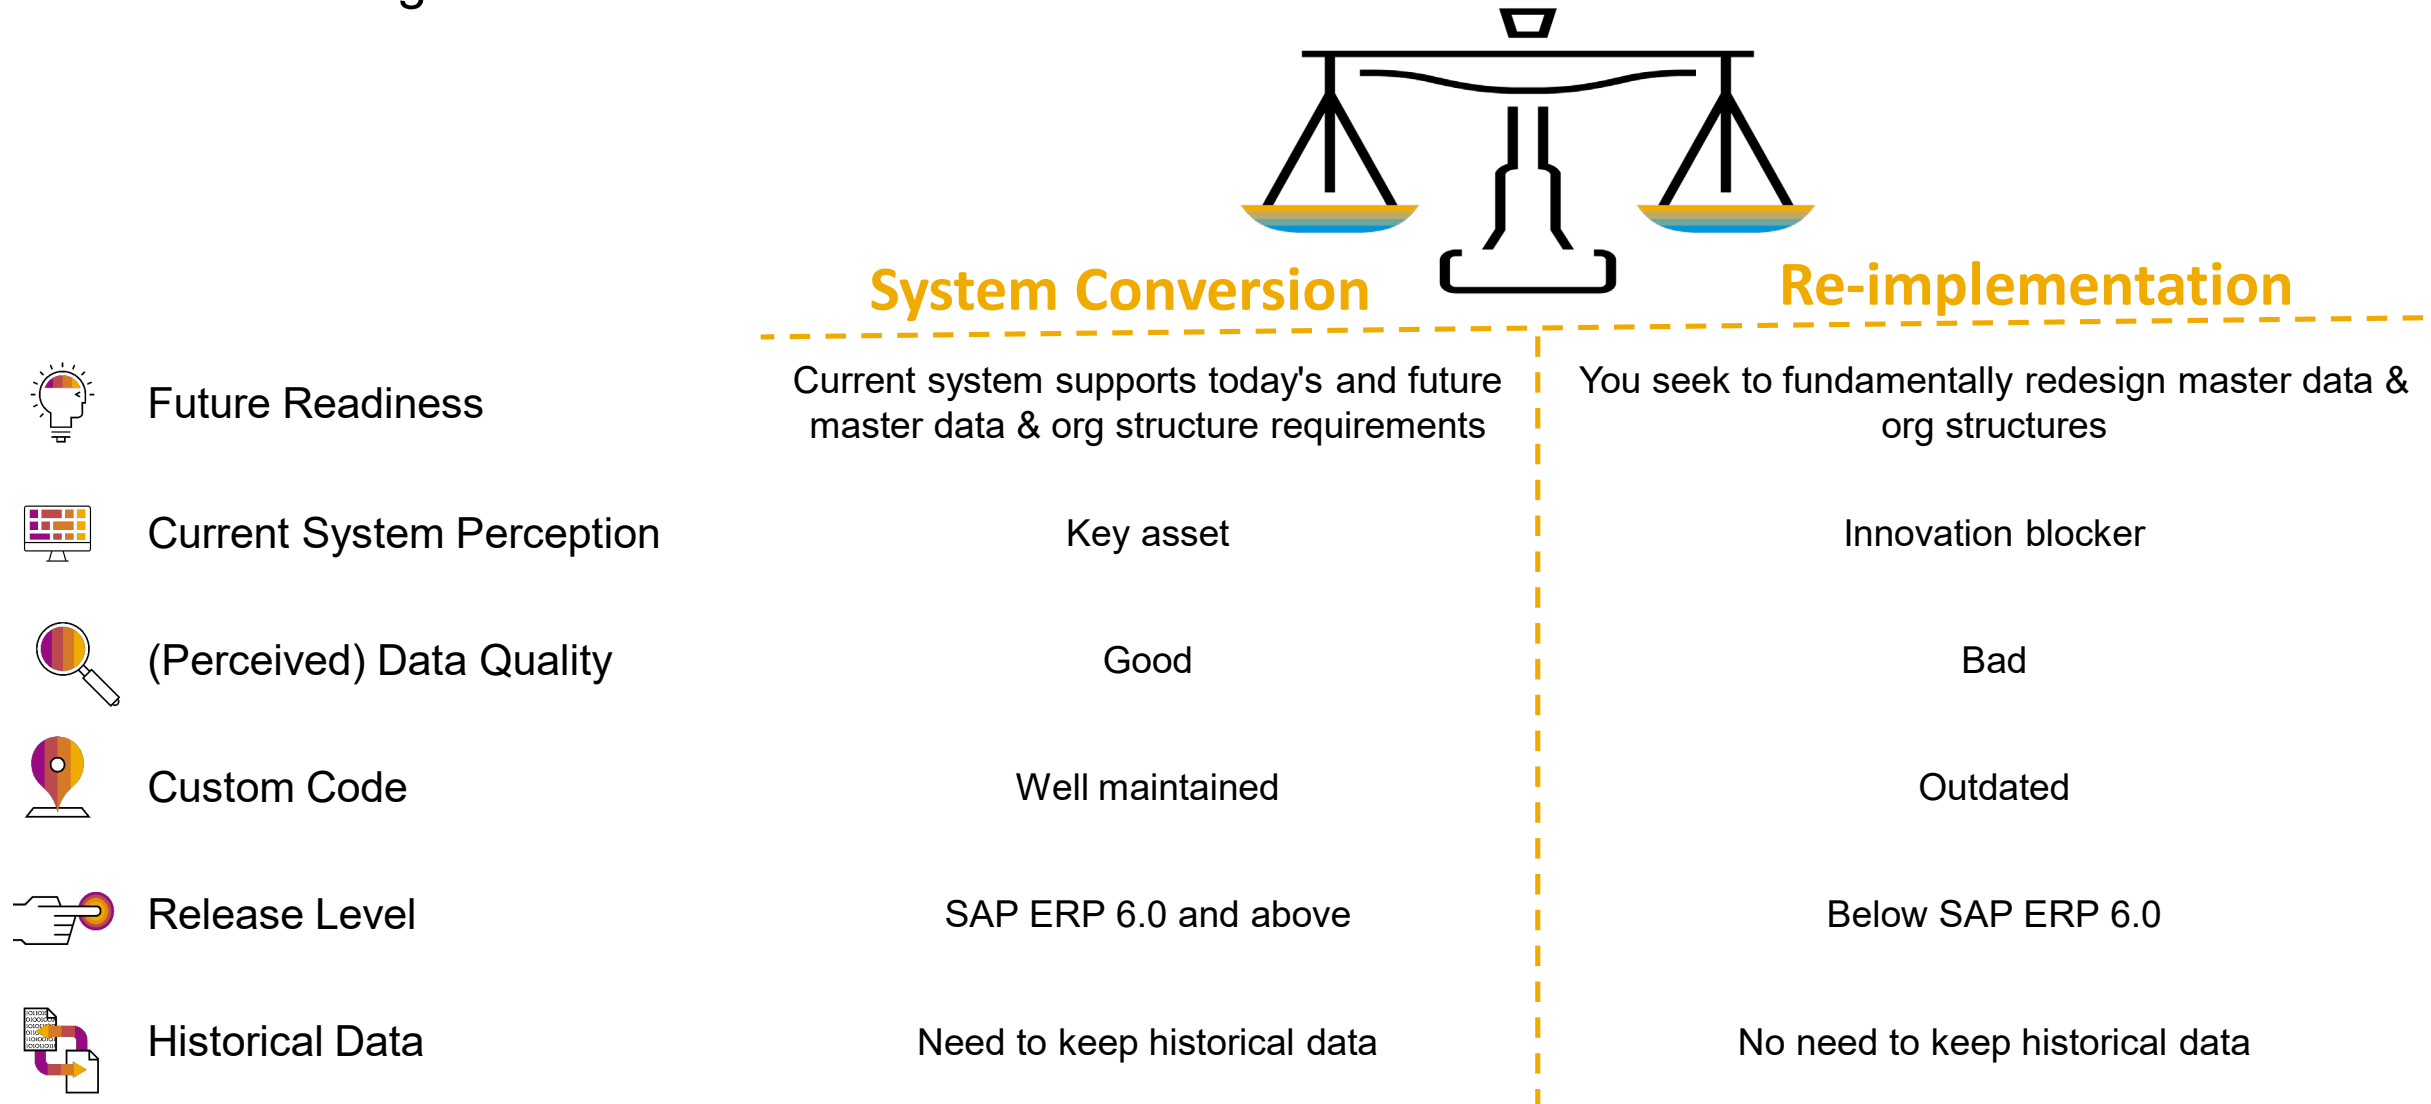 System Conversion
Re-implementation
Future Readiness
Current system supports today's and future
master data & org structure requirements
You seek to fundamentally redesign master data &
org structures
Current System Perception
Key asset
Innovation blocker
(Perceived) Data Quality
Good
Bad
Custom Code
Well maintained
Outdated
Release Level
SAP ERP 6.0 and above
Below SAP ERP 6.0
Historical Data
Need to keep historical data
No need to keep historical data